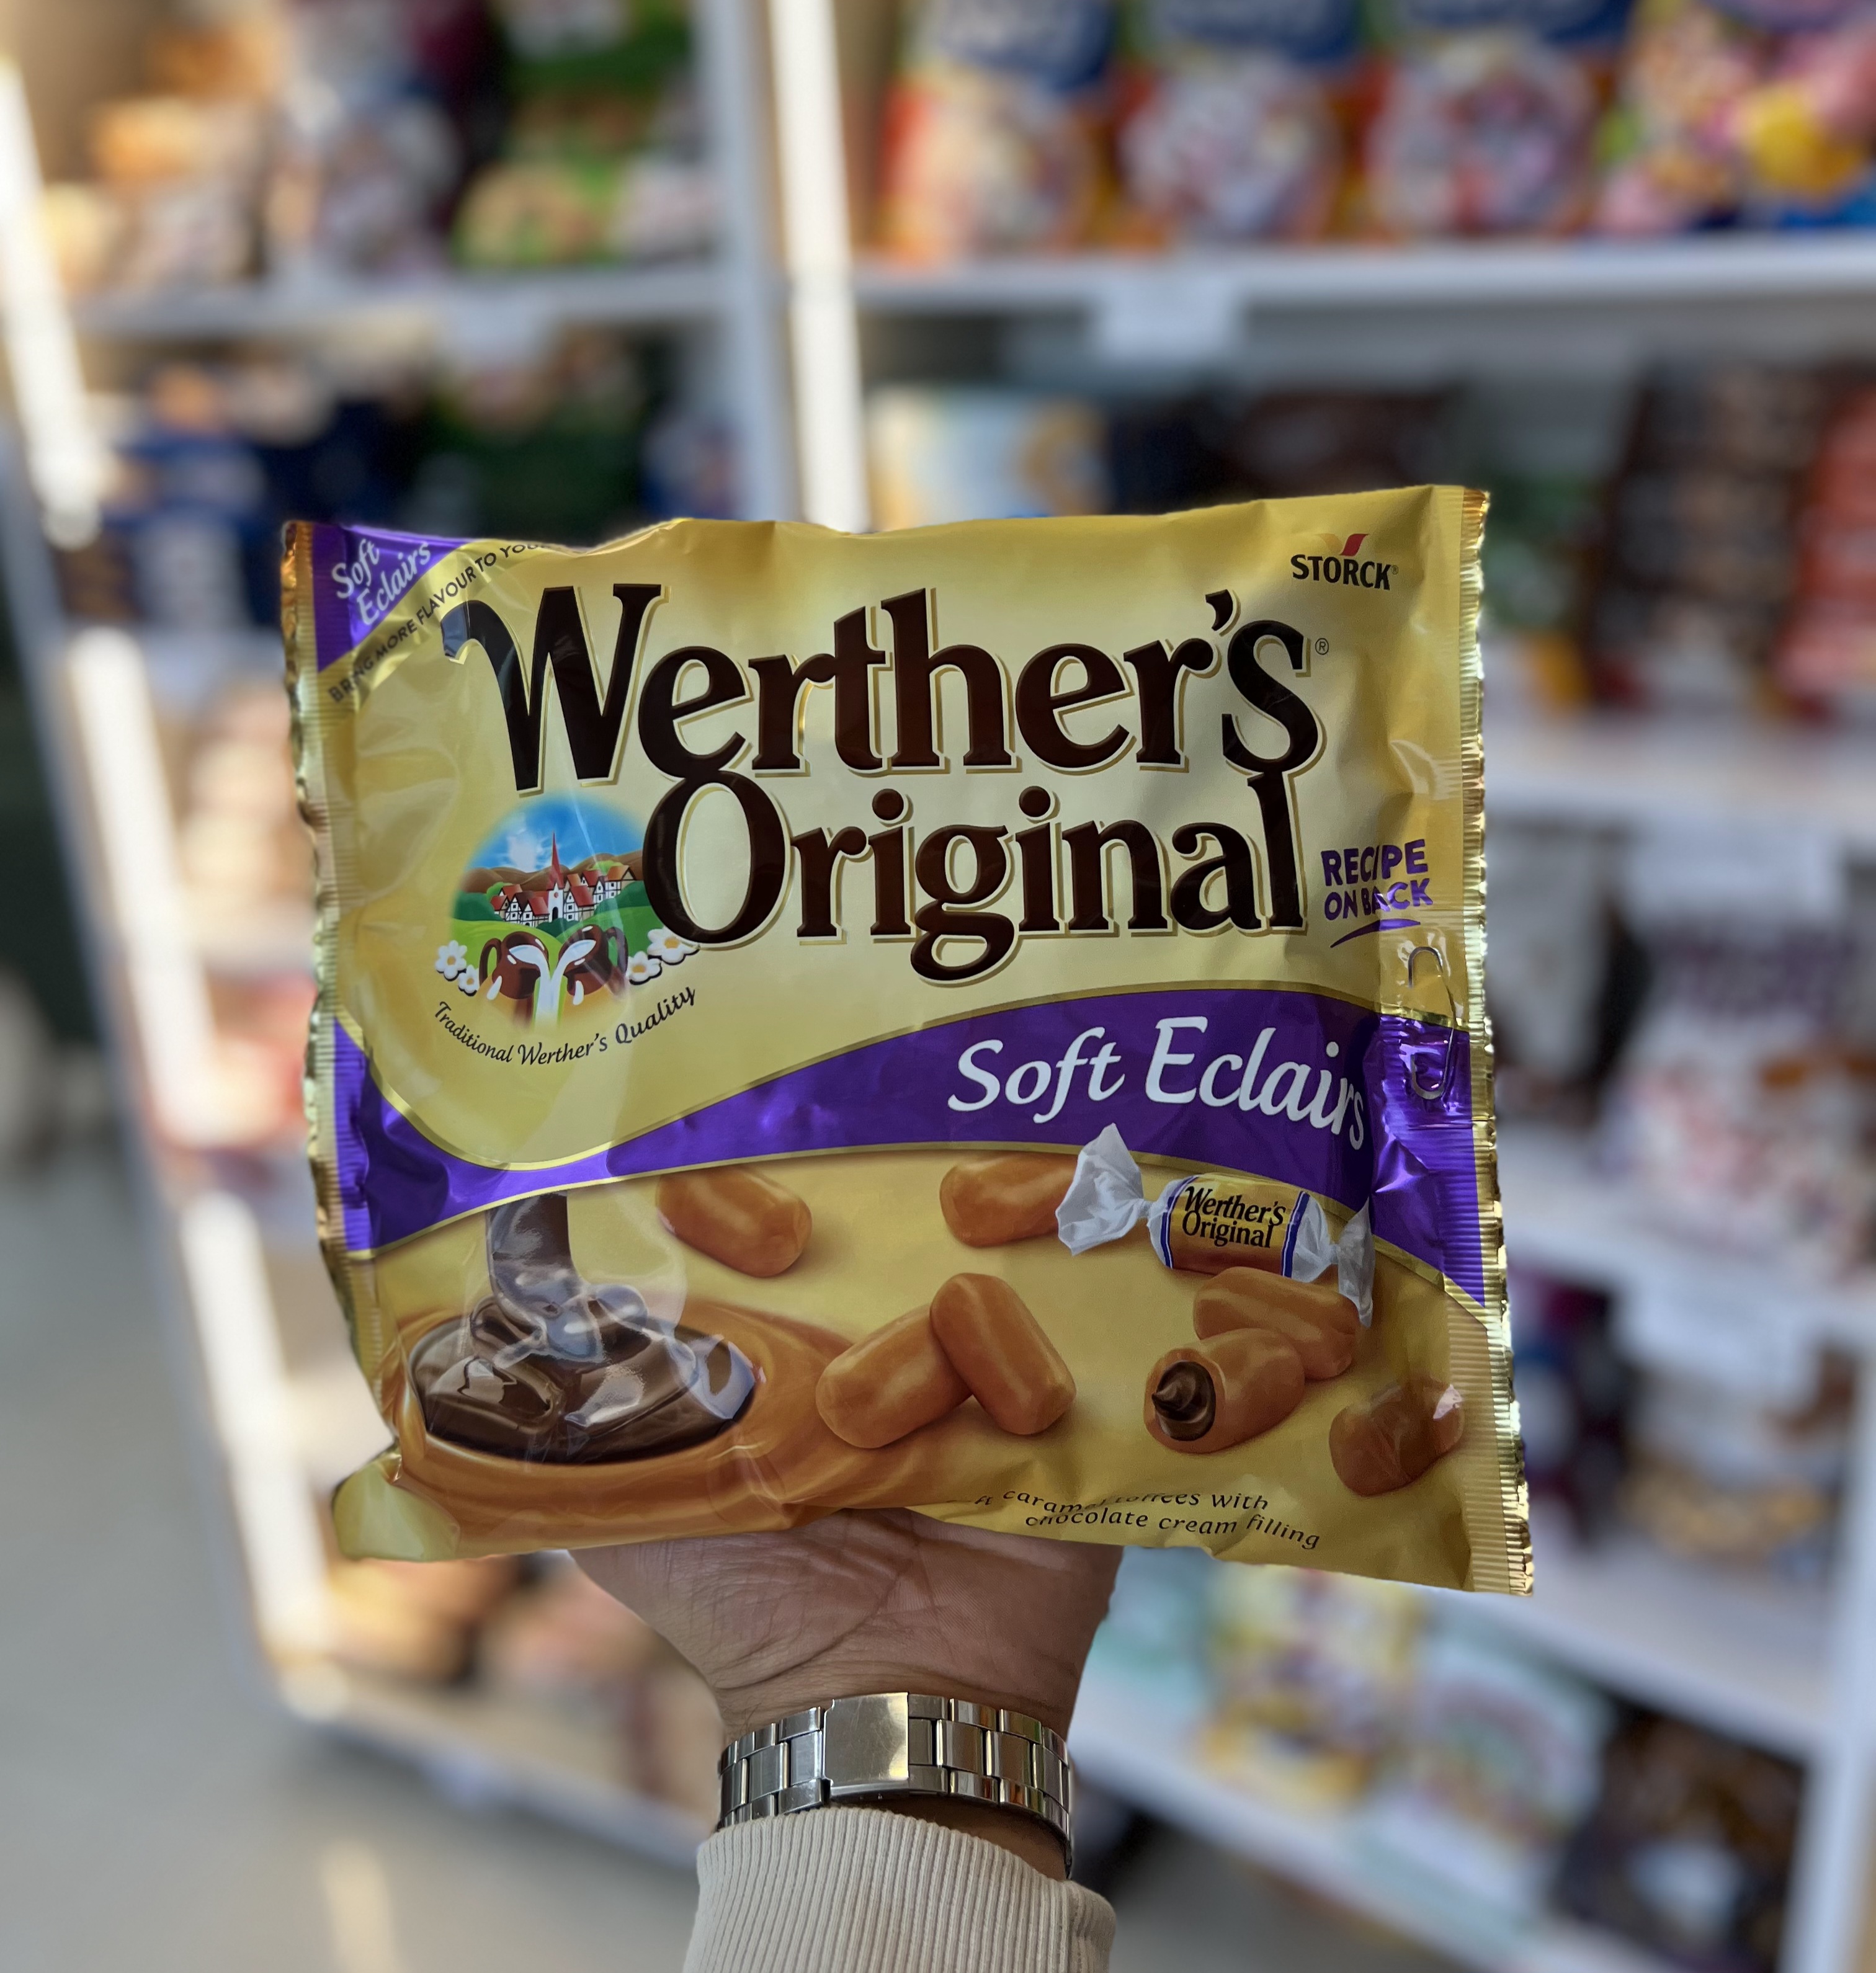 Soft
Eclairs
BRING MORE FLAVOUR TO YOU
STORCK®
Werther's®
Original
RECIPE
ON BACK
Traditional Werther's Quality
Soft Eclairs
Werther's
Original
caramel toffees with
chocolate cream filling